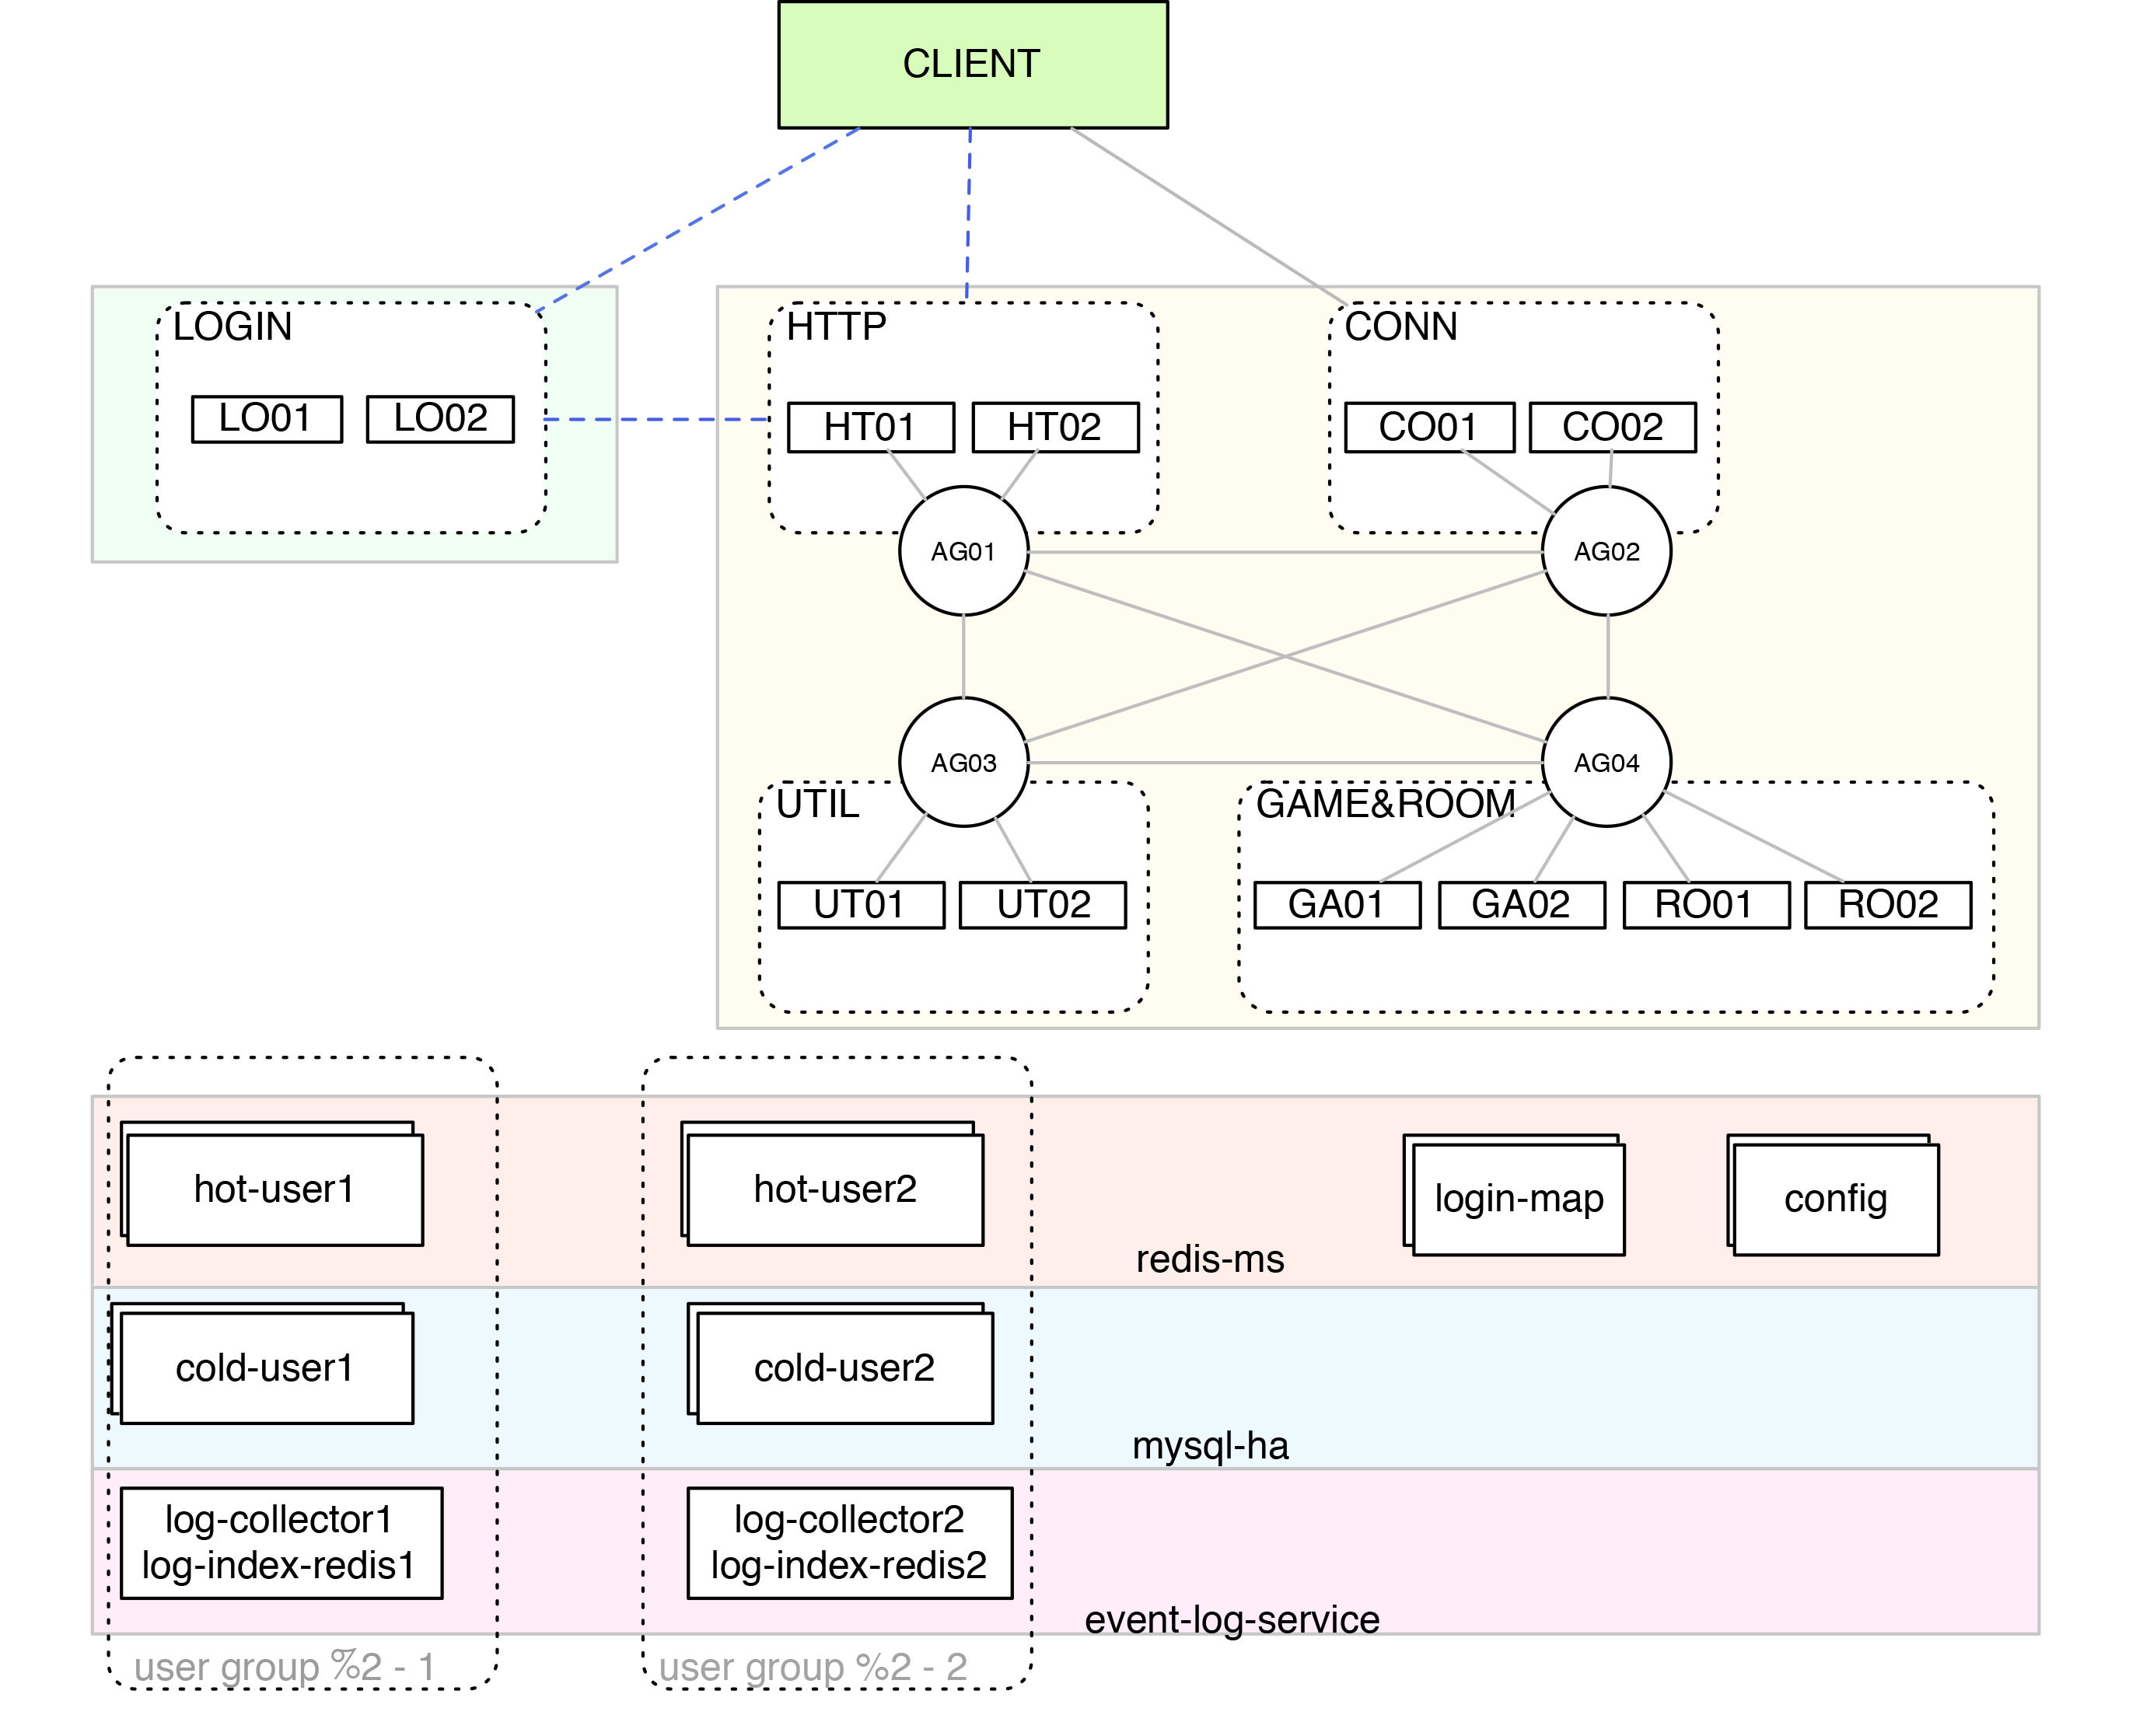 CLIENT
LOGIN
LO01
LO02
HTTP
HT01
HT02
CONN
CO01
CO02
AG01
AG02
AG03
AG04
UTIL
UT01
UT02
GAME&ROOM
GA01
GA02
RO01
RO02
hot-user1
hot-user2
login-map
config
redis-ms
cold-user1
cold-user2
mysql-ha
log-collector1
log-index-redis1
log-collector2
log-index-redis2
event-log-service
user group %2 - 1
user group %2 - 2